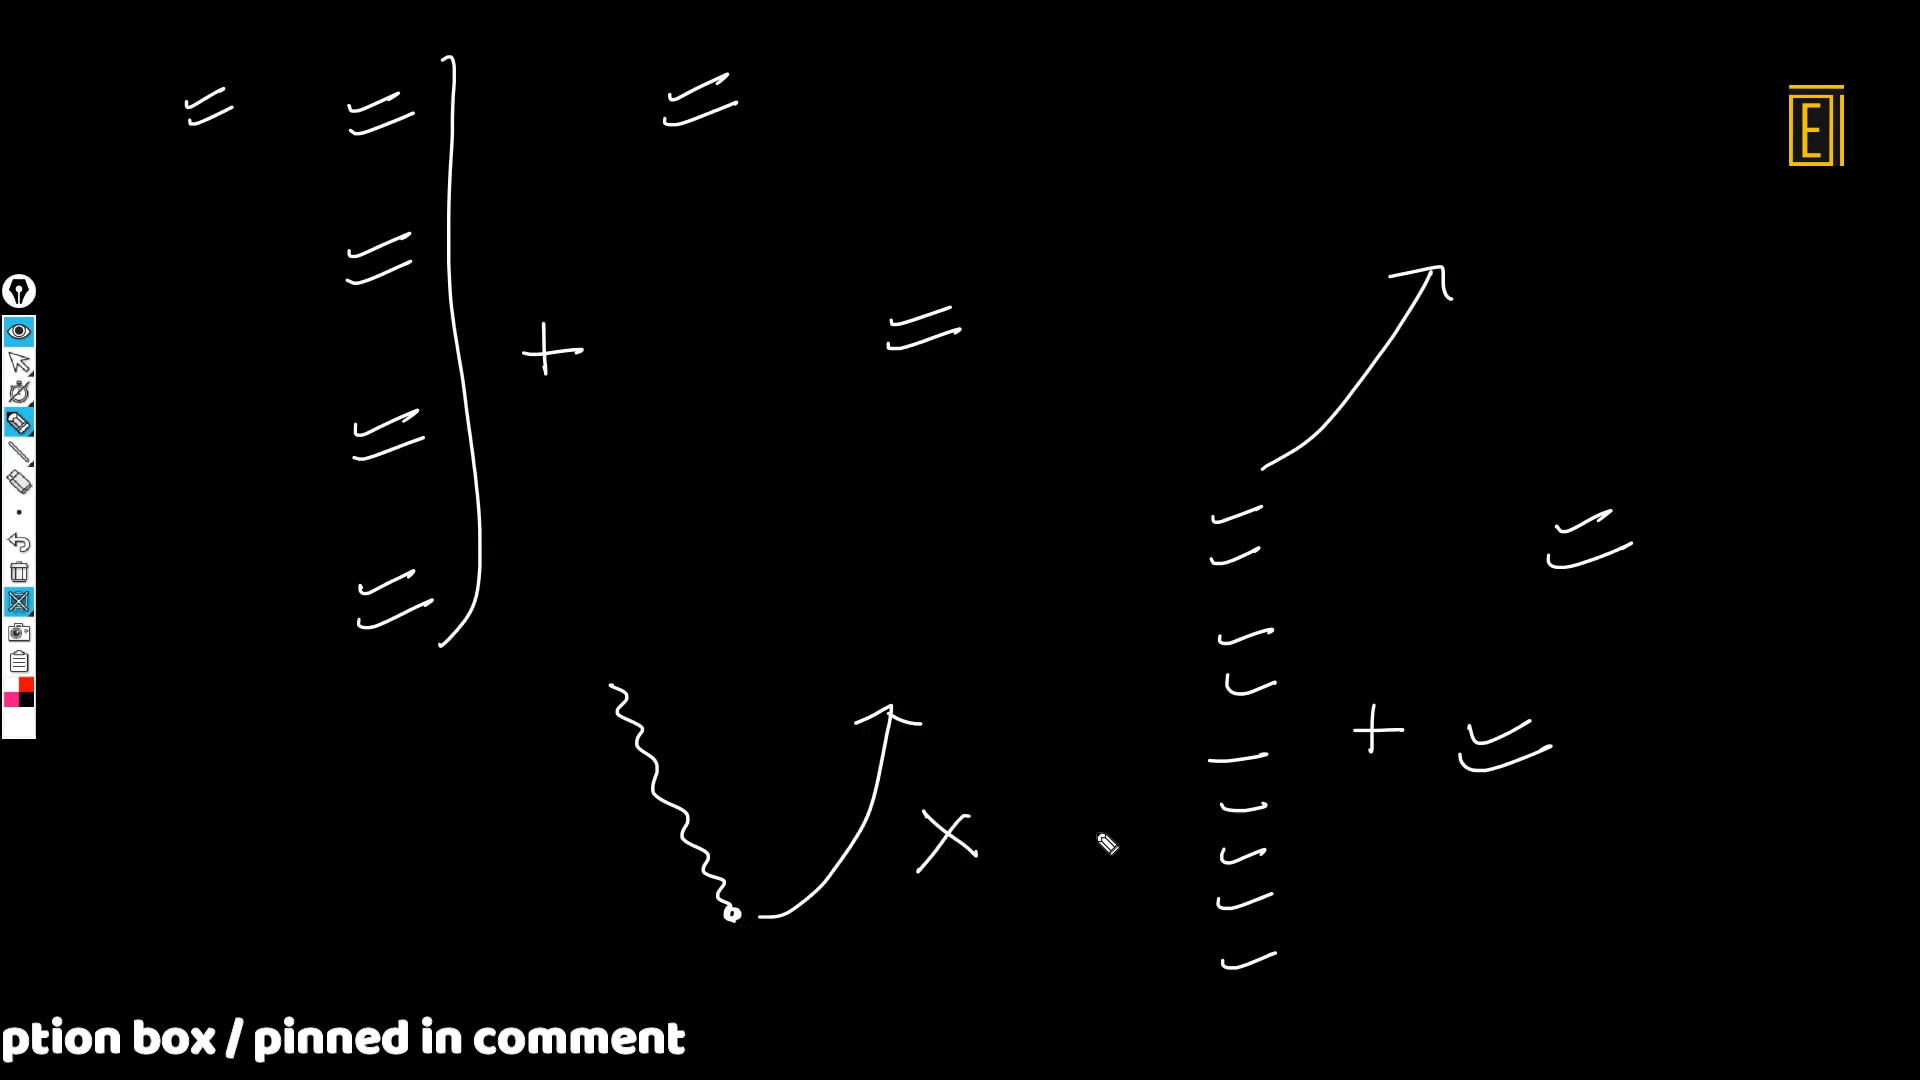 E
+
+
X
ption box / pinned in comment